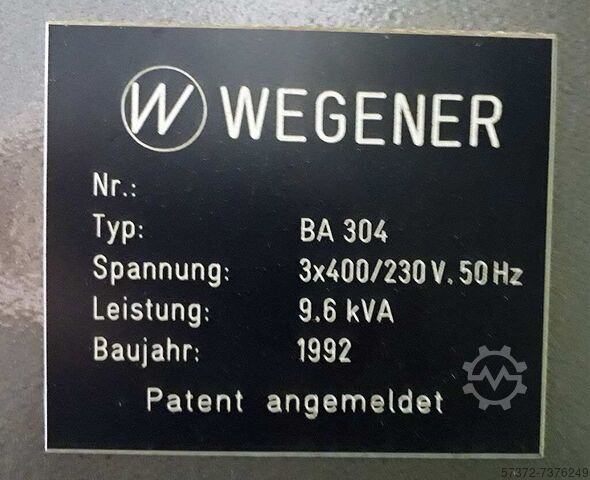 W WEGENER
Nr.:
Typ: BA 304
Spannung: 3x400/230 V. 50 Hz
Leistung: 9.6 kVA
Baujahr: 1992
Patent angemeldet
57372-7376249